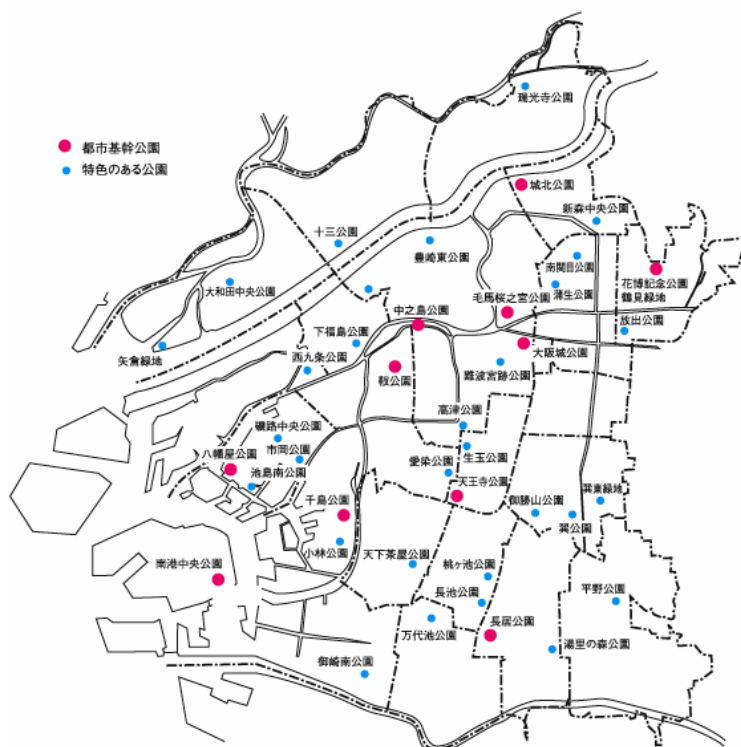 瑞光寺公園
都市基幹公園
特色のある公園
城北公園
新森中央公園
十三公園
豊崎東公園
南関目公園
大和田中央公園
蒲生公園
花博記念公園
鶴見緑地
毛馬桜之宮公園
中之島公園
放出公園
下福島公園
矢倉緑地
大阪城公園
西九条公園
難波宮跡公園
靱公園
高津公園
磯路中央公園
市岡公園
八幡屋公園
生玉公園
愛染公園
池島南公園
天王寺公園
千島公園
御勝山公園
巽東緑地
巽公園
小林公園
天下茶屋公園
南港中央公園
桃ヶ池公園
長池公園
平野公園
万代池公園
長居公園
湯里の森公園
御崎南公園